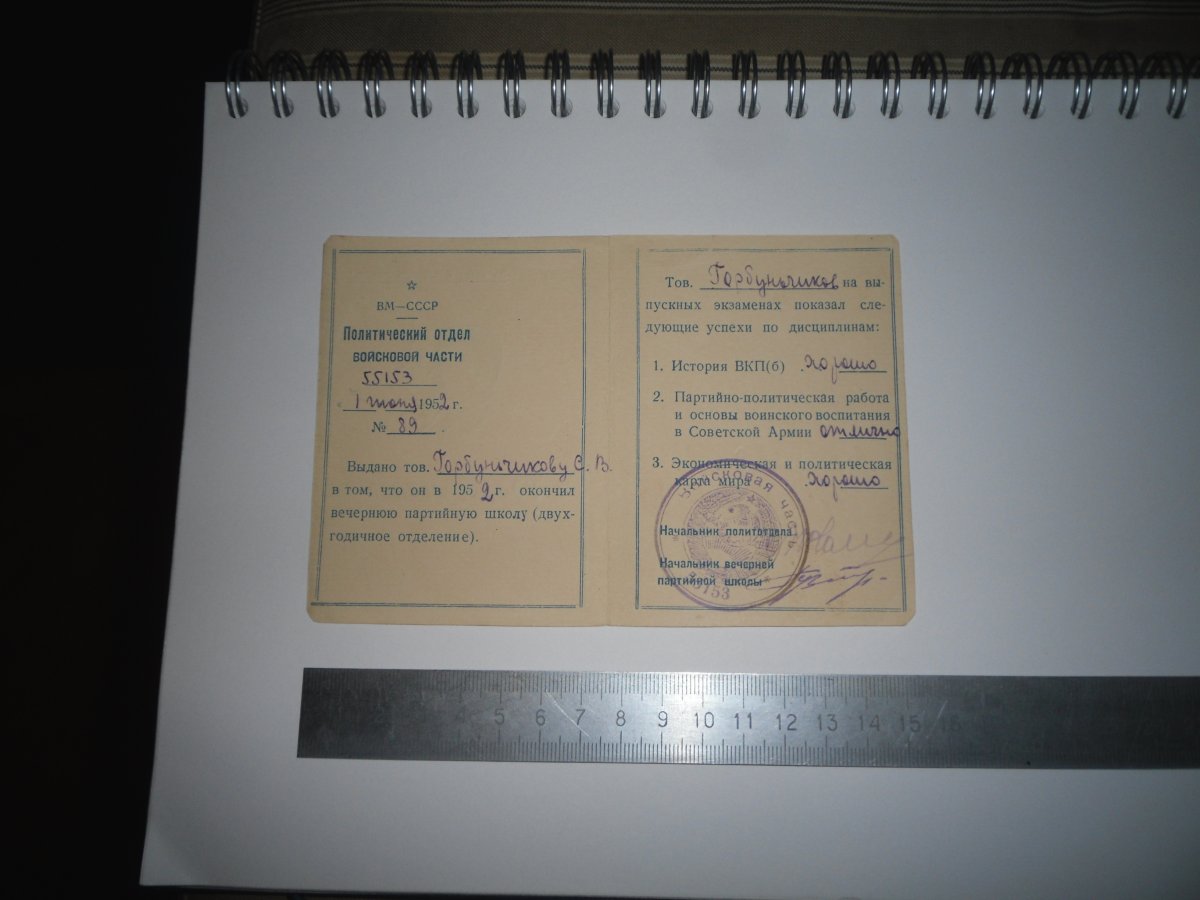 ☆
ВМ—СССР
Политический отдел
ВОЙСКОВОЙ ЧАСТИ
55153
1 июня 1952 г.
№ 89 .
Выдано тов. Горбунчикову С. В.
в том, что он в 1952 г. окончил
вечернюю партийную школу (двух-
годичное отделение).
Тов. Горбунчиков на вы-
пускных экзаменах показал сле-
дующие успехи по дисциплинам:
1. История ВКП(б) хорошо
2. Партийно-политическая работа
и основы воинского воспитания
в Советской Армии отлично
3. Экономическая и политическая
карта мира хорошо
Войсковая часть
55153
Начальник политотдела
Начальник вечерней
партийной школы
5 6 7 8 9 10 11 12 13 14 15 16